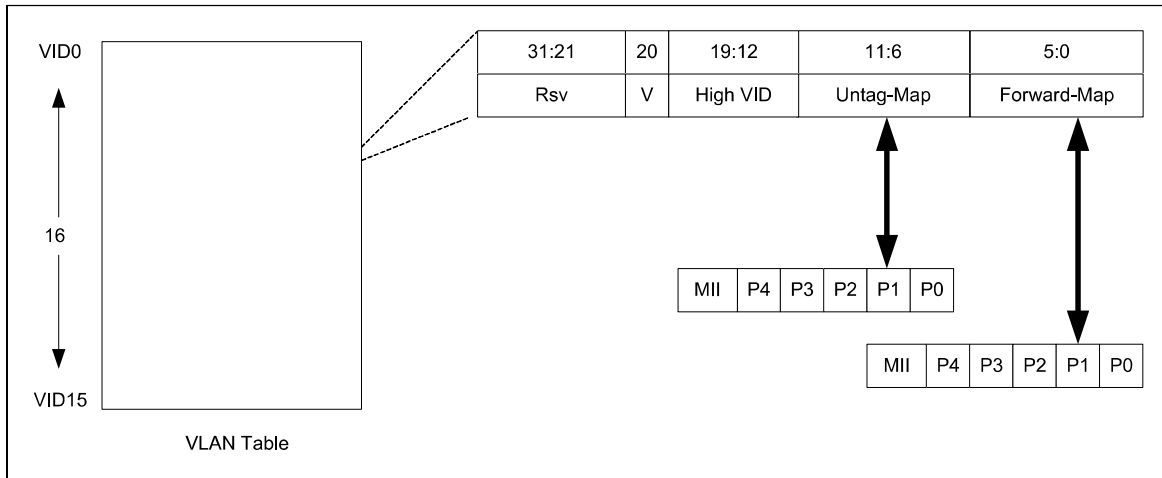 VID0
16
VID15
VLAN Table
31:21 20 19:12 11:6 5:0
Rsv V High VID Untag-Map Forward-Map
MII P4 P3 P2 P1 P0
MII P4 P3 P2 P1 P0